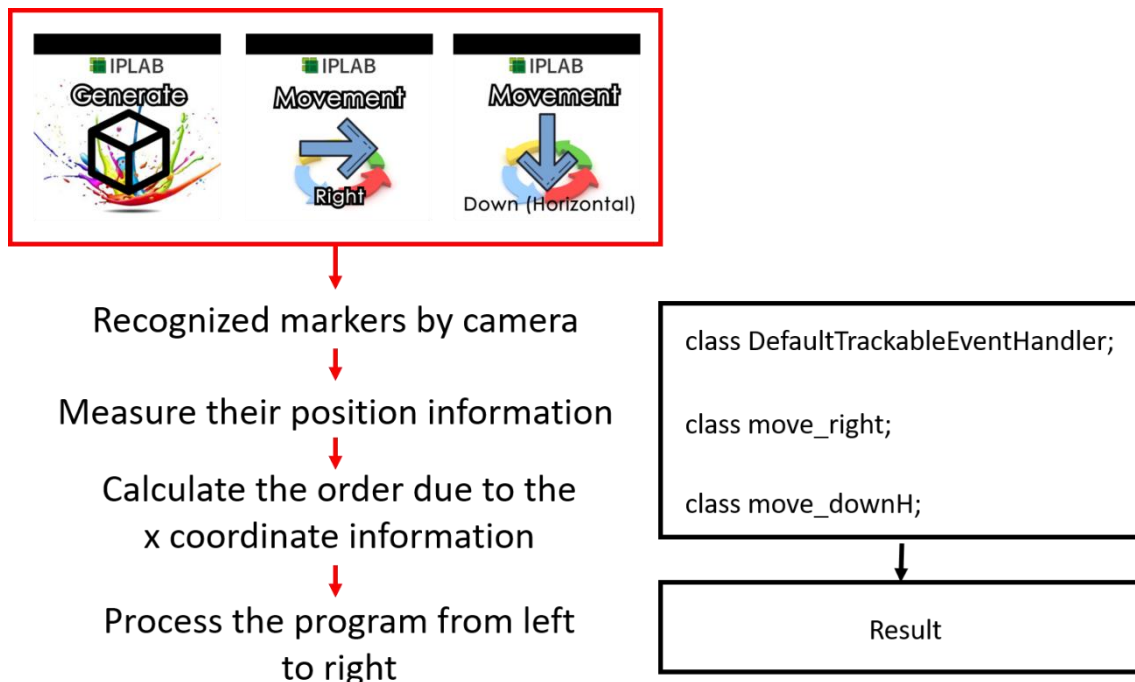 IPLAB
Generate
IPLAB
Movement
Right
IPLAB
Movement
Down (Horizontal)
Recognized markers by camera
Measure their position information
Calculate the order due to the
x coordinate information
Process the program from left
to right
class DefaultTrackableEventHandler;
class move_right;
class move_downH;
Result